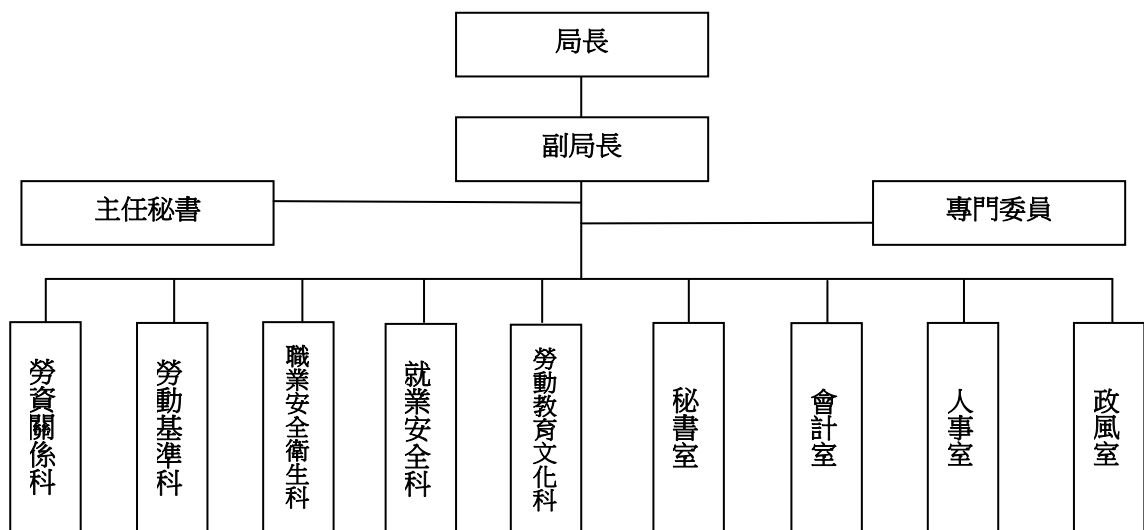 局長
副局長
主任秘書
專門委員
勞資關係科
勞動基準科
職業安全衛生科
就業安全科
勞動教育文化科
秘書室
會計室
人事室
政風室